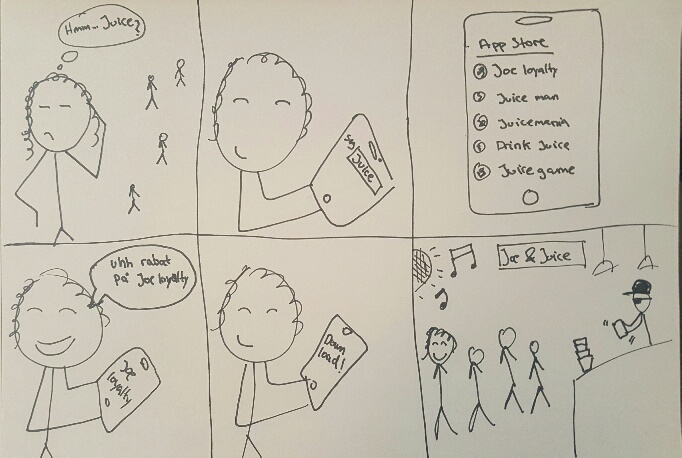 Hmm... Juice?
Søg
Juice
App Store
Joe loyalty
Juice man
Juicemania
Drink Juice
Juice game
uhh rabat
på Joe loyalty
Joe
loyalty
Down
load!
Joe & Juice